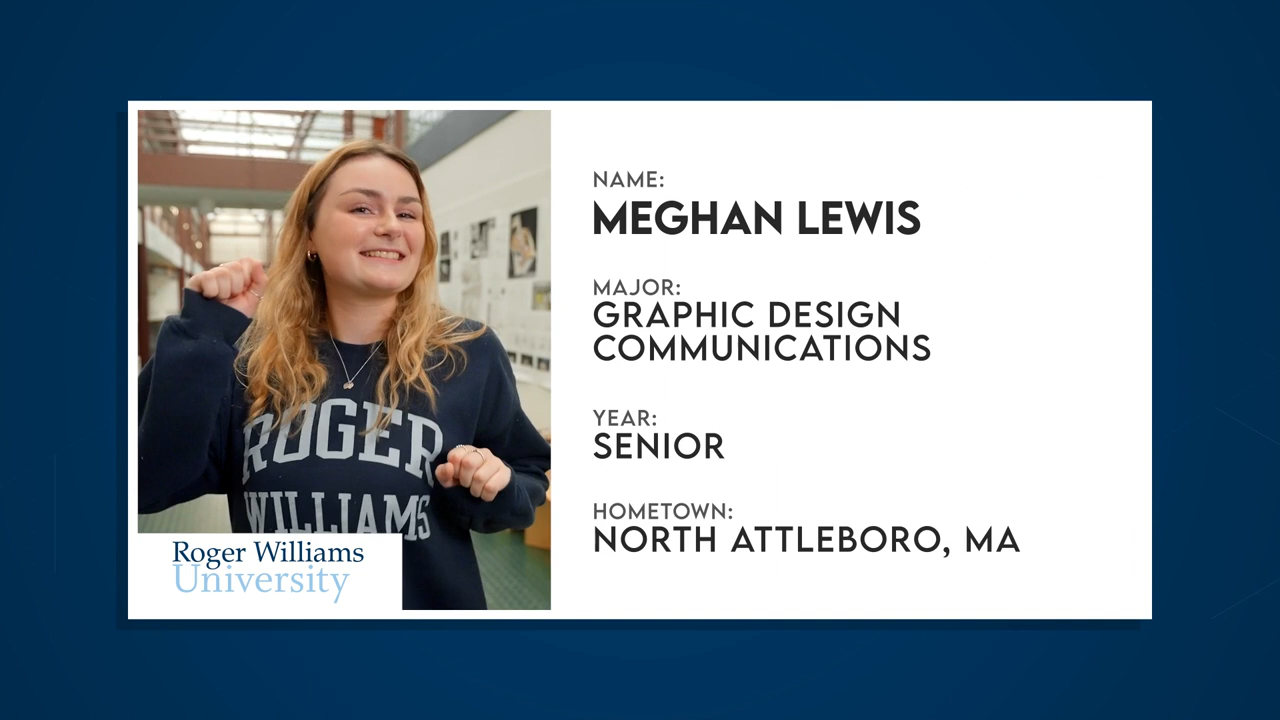 NAME:
MEGHAN LEWIS
MAJOR:
GRAPHIC DESIGN
COMMUNICATIONS
YEAR:
SENIOR
HOMETOWN:
NORTH ATTLEBORO, MA
ROGER
WILLIAMS
Roger Williams
University